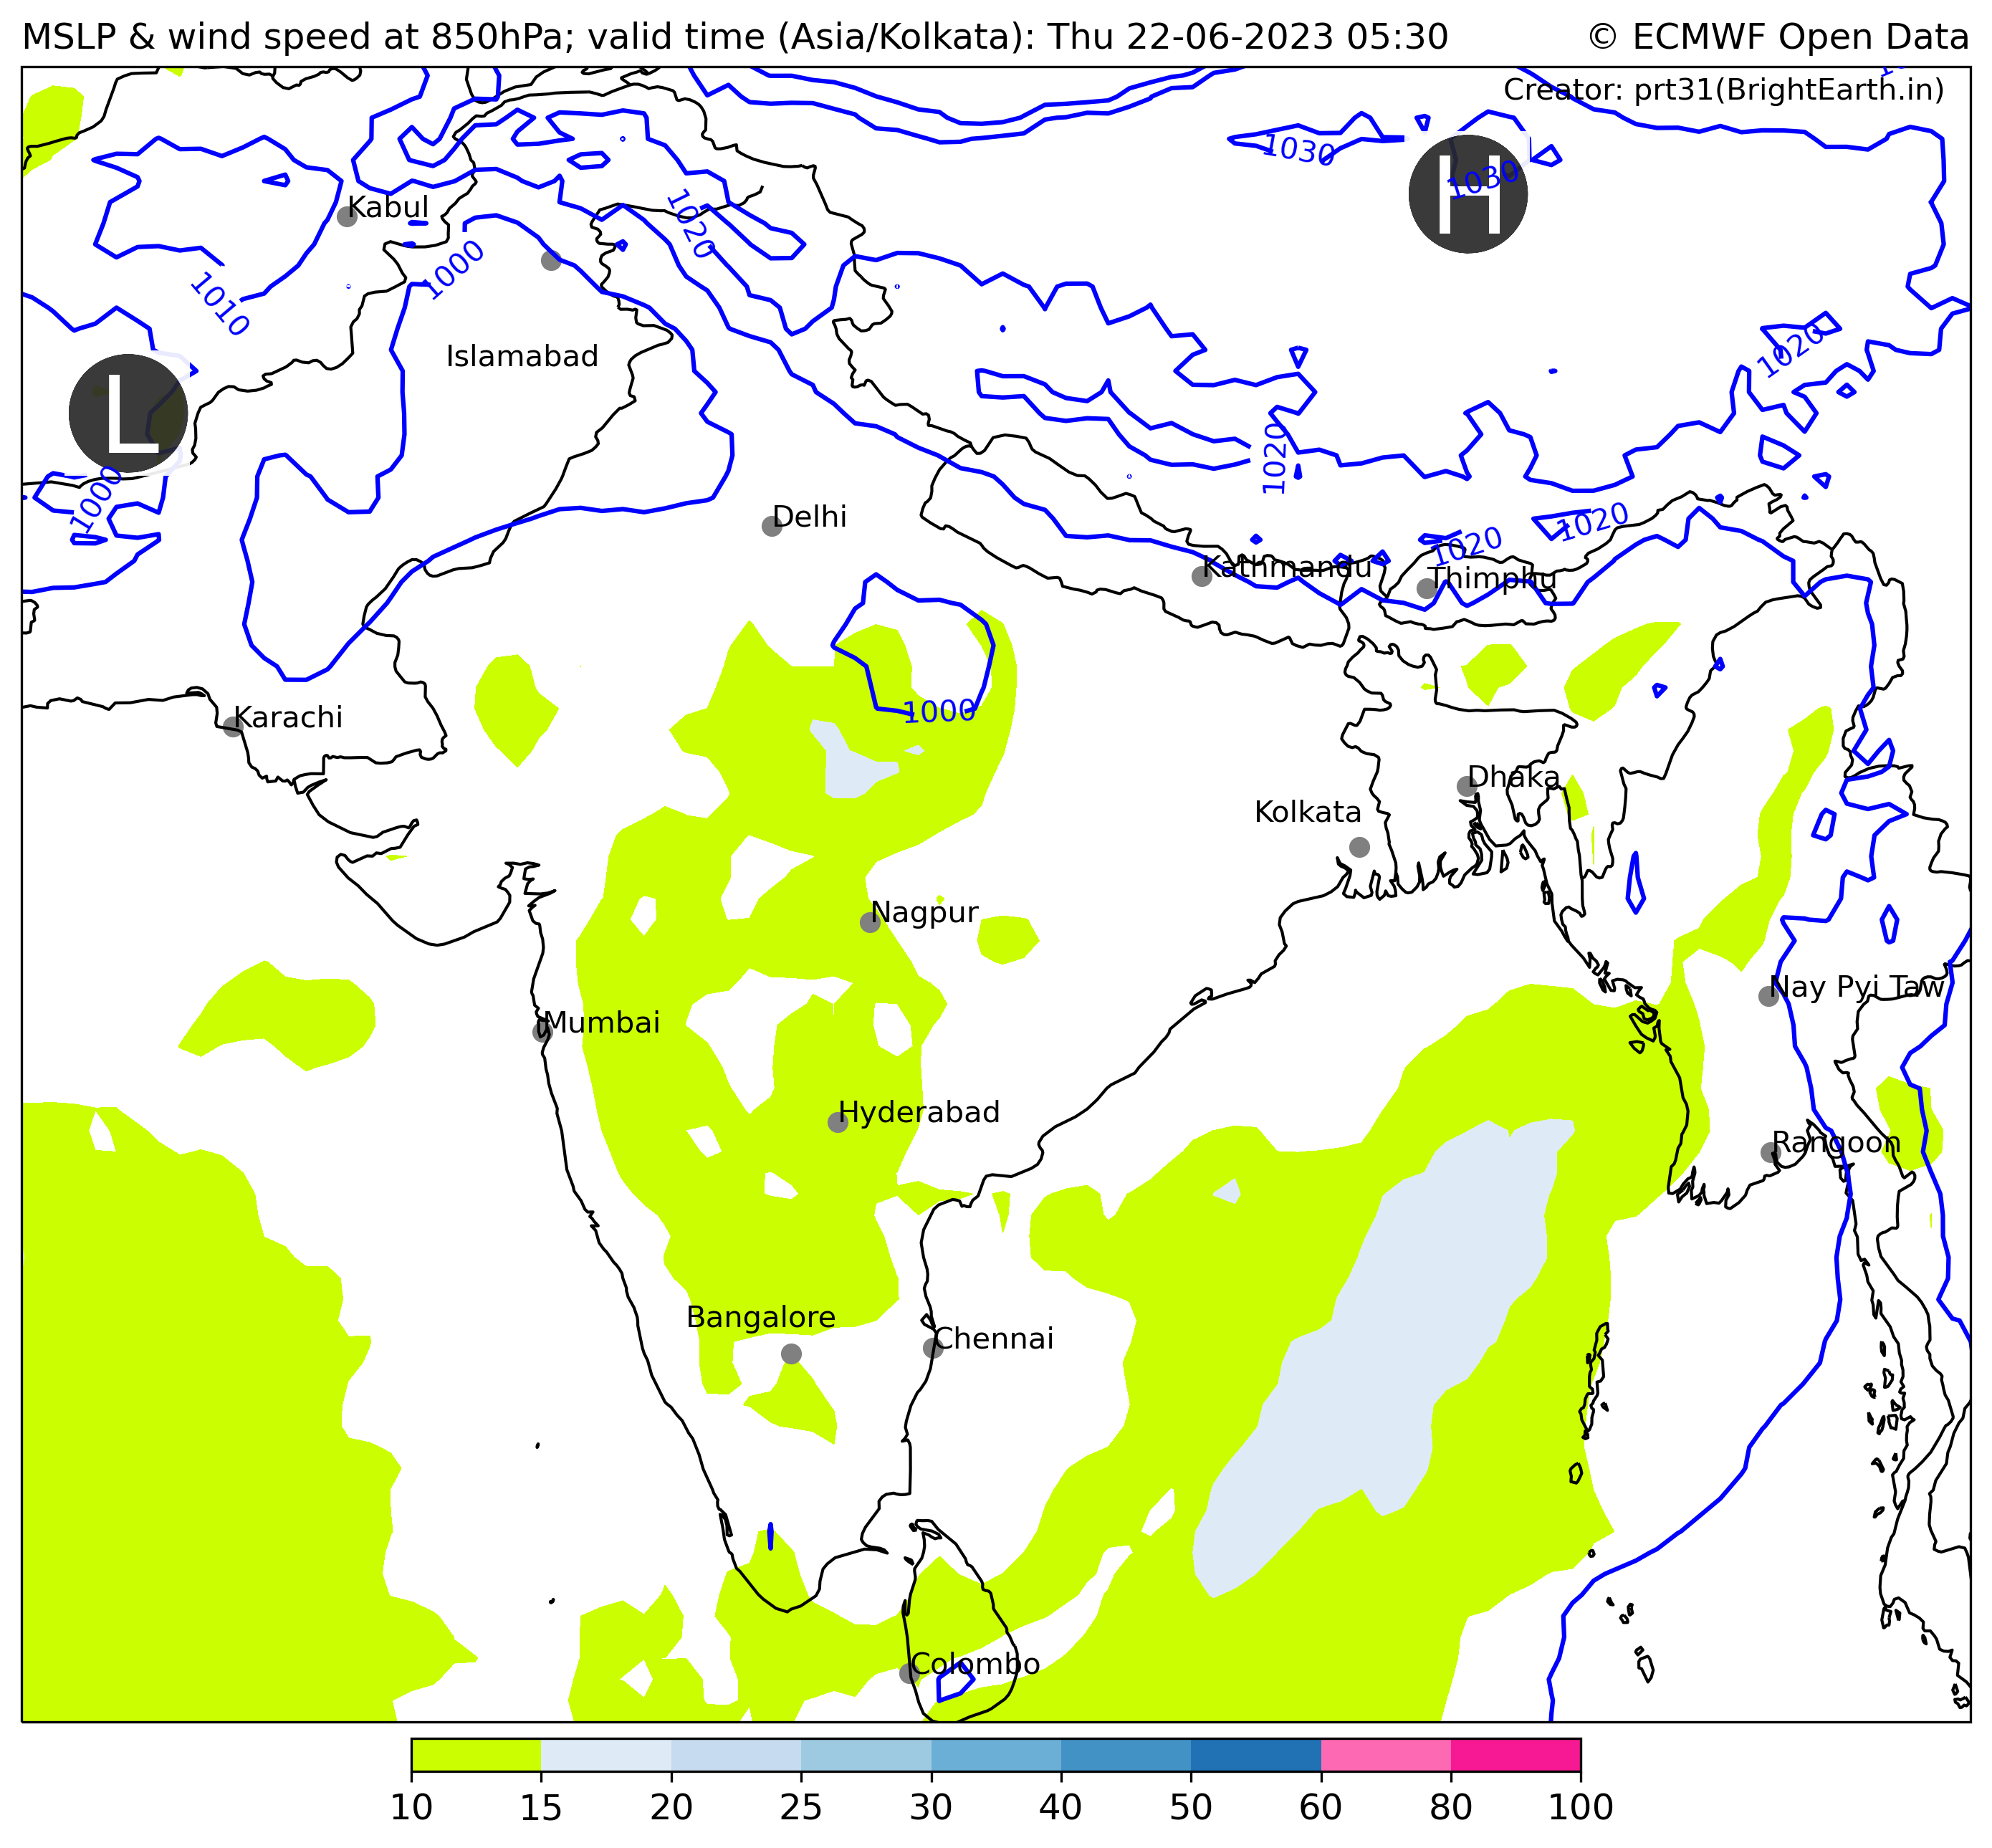 MSLP & wind speed at 850hPa; valid time (Asia/Kolkata): Thu 22-06-2023 05:30
© ECMWF Open Data
Creator: prt31(BrightEarth.in)
1030
H
1030
Kabul
1020
1000
1010
1020
Islamabad
L
1000
1020
Delhi
1020
1020
Kathmandu
Thimphu
Karachi
1000
Dhaka
Kolkata
Nagpur
Nay Pyi Taw
Mumbai
Hyderabad
Rangoon
Bangalore
Chennai
Colombo
10 15 20 25 30 40 50 60 80 100